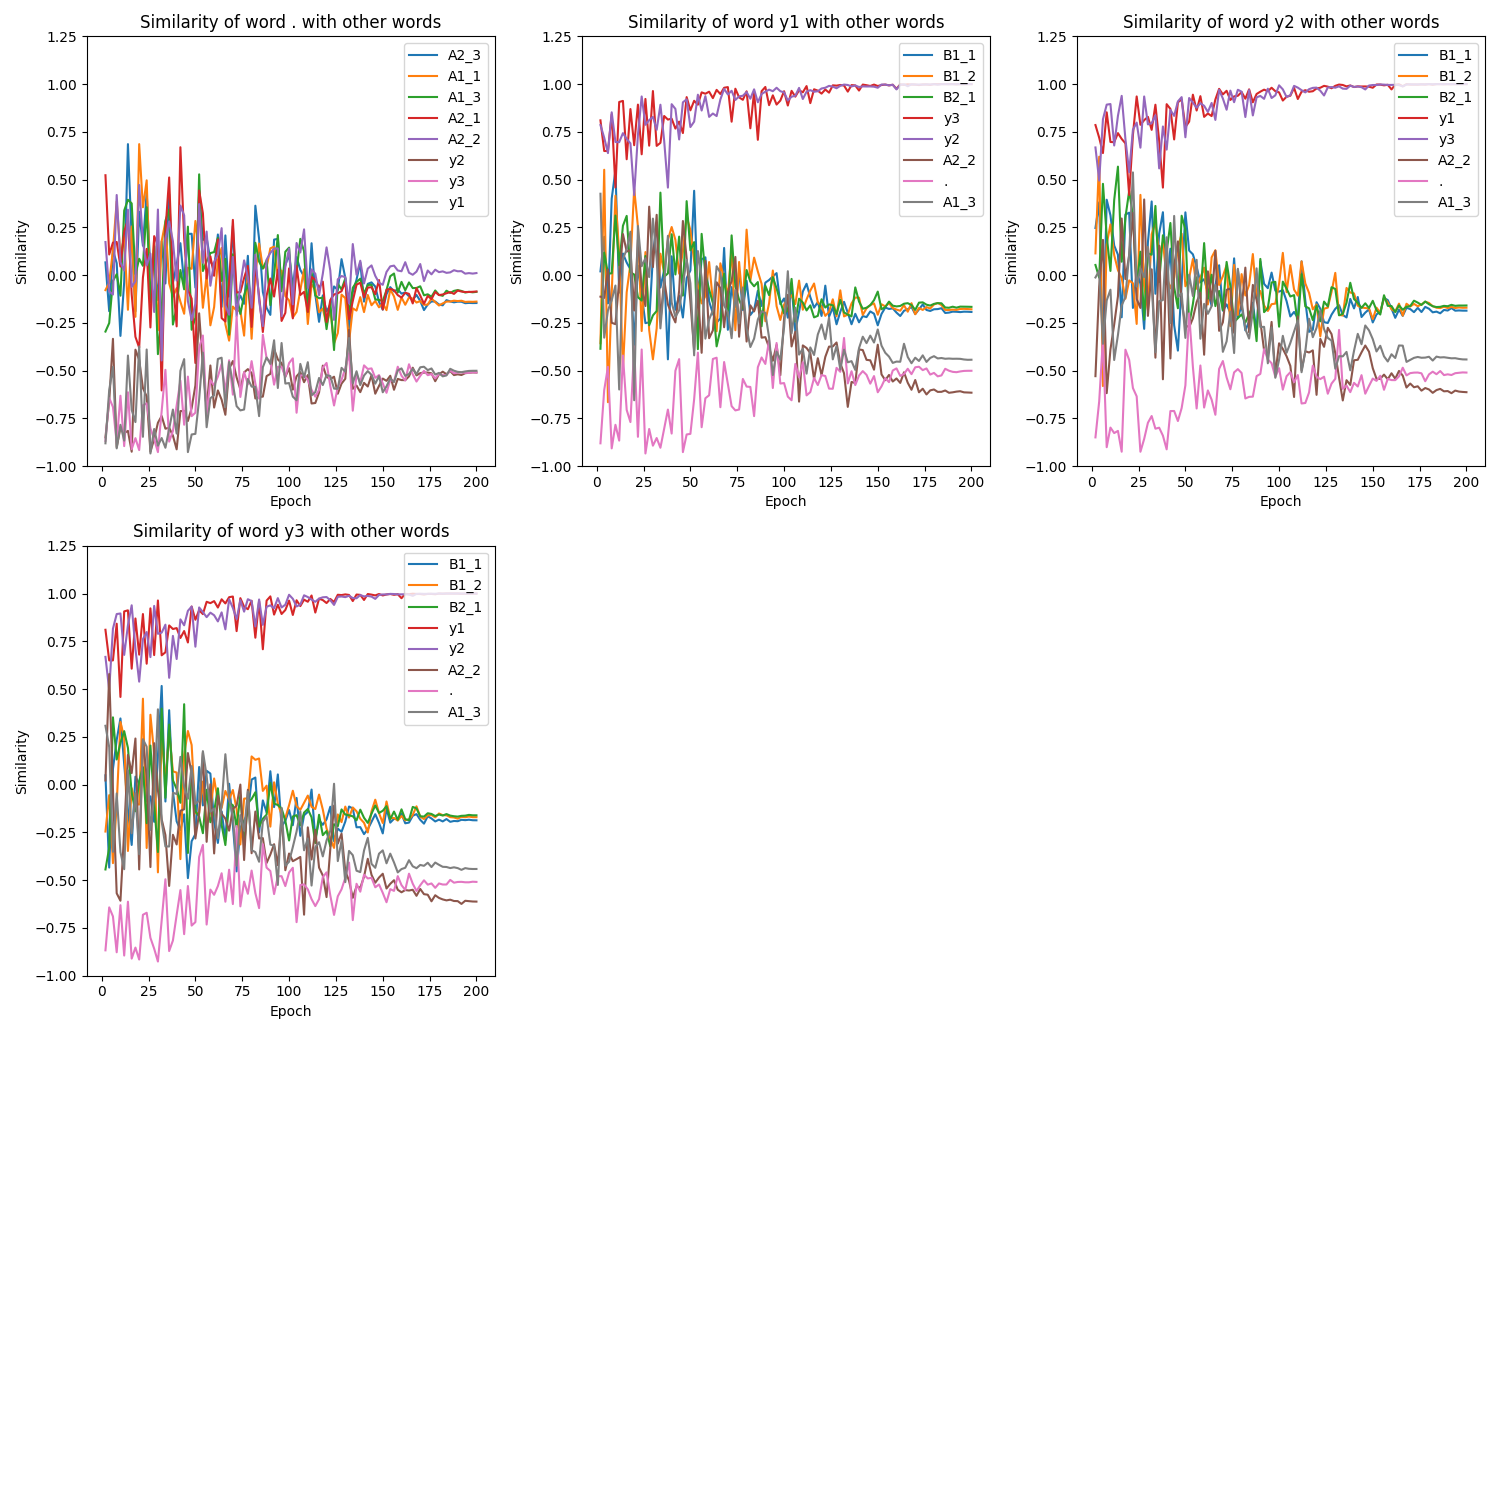 Similarity of word . with other words
1.25
1.00
0.75
0.50
0.25
0.00
−0.25
−0.50
−0.75
−1.00
Similarity
0 25 50 75 100 125 150 175 200
Epoch
A2_3
A1_1
A1_3
A2_1
A2_2
y2
y3
y1
Similarity of word y1 with other words
1.25
1.00
0.75
0.50
0.25
0.00
−0.25
−0.50
−0.75
−1.00
Similarity
0 25 50 75 100 125 150 175 200
Epoch
B1_1
B1_2
B2_1
y3
y2
A2_2
.
A1_3
Similarity of word y2 with other words
1.25
1.00
0.75
0.50
0.25
0.00
−0.25
−0.50
−0.75
−1.00
Similarity
0 25 50 75 100 125 150 175 200
Epoch
B1_1
B1_2
B2_1
y1
y3
A2_2
.
A1_3
Similarity of word y3 with other words
1.25
1.00
0.75
0.50
0.25
0.00
−0.25
−0.50
−0.75
−1.00
Similarity
0 25 50 75 100 125 150 175 200
Epoch
B1_1
B1_2
B2_1
y1
y2
A2_2
.
A1_3